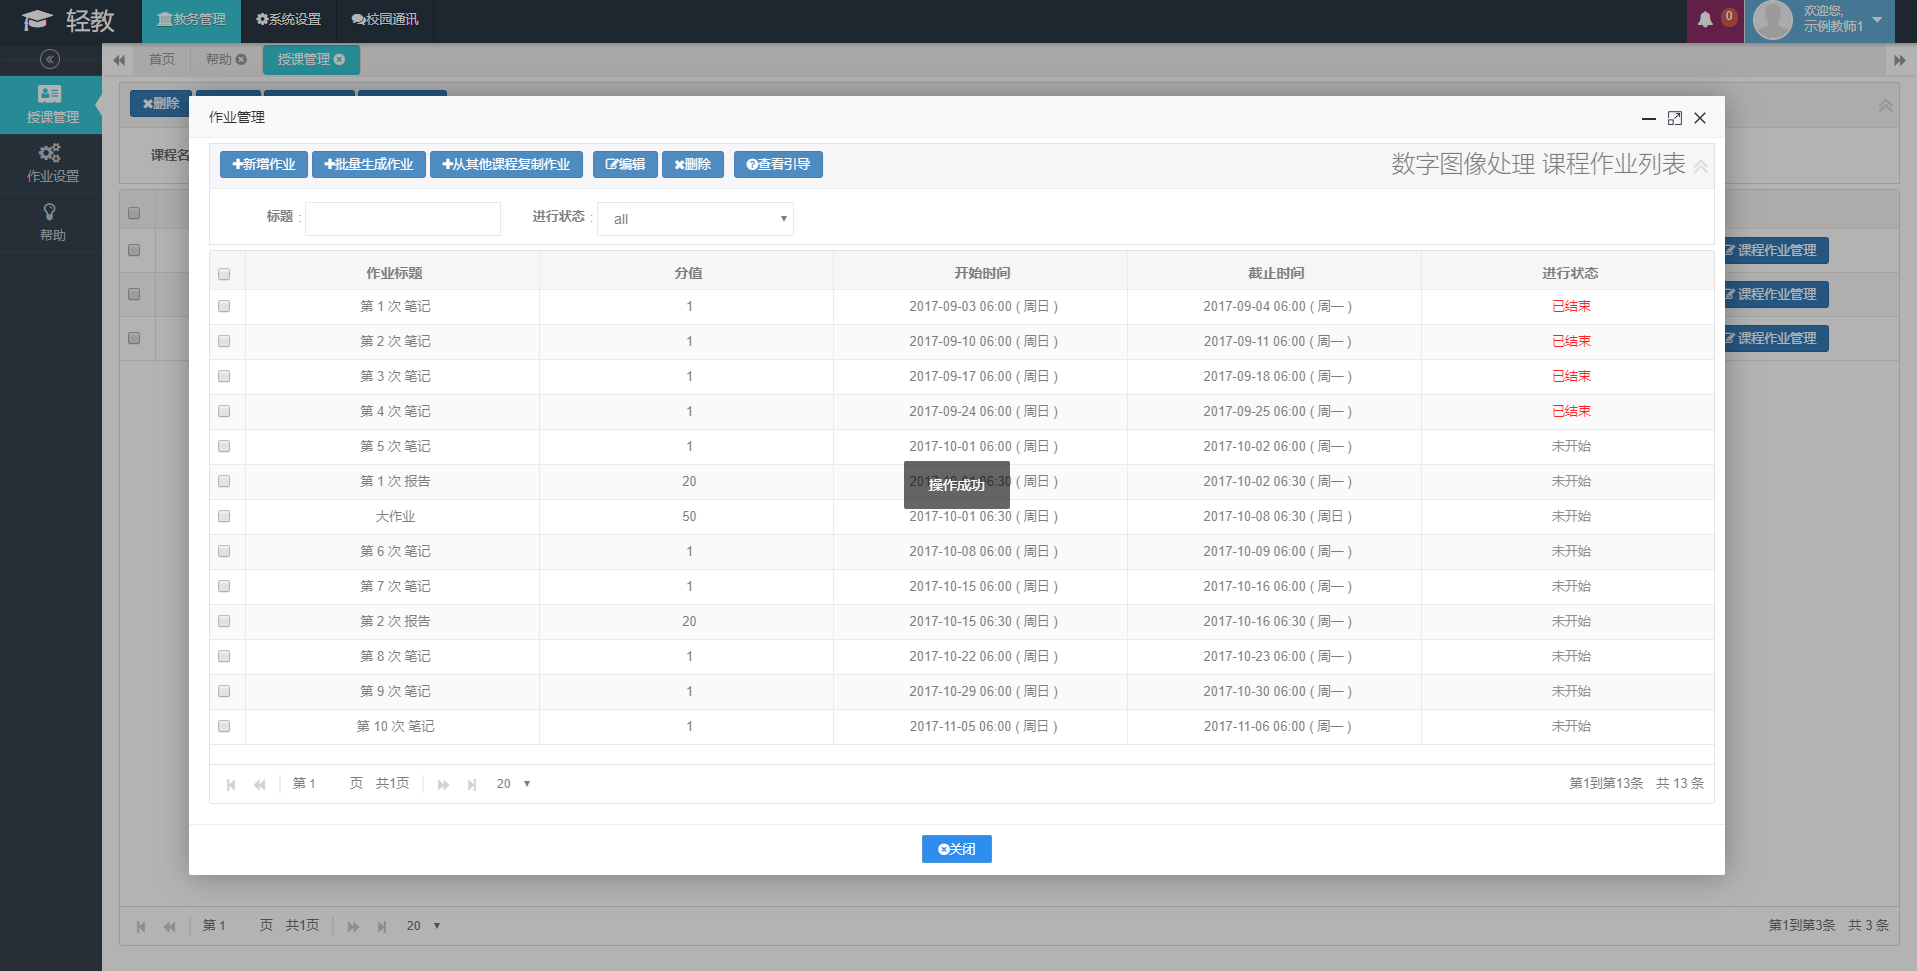 轻教
教务管理 系统设置 校园通讯
0
欢迎您,
示例教师1
首页 帮助 授课管理
授课管理
作业设置
帮助
删除
课程名
课程作业管理
课程作业管理
课程作业管理
作业管理
新增作业 批量生成作业 从其他课程复制作业 编辑 删除 查看引导
数字图像处理 课程作业列表
标题 : 进行状态 : all
作业标题 分值 开始时间 截止时间 进行状态
第 1 次 笔记 1 2017-09-03 06:00 ( 周日 ) 2017-09-04 06:00 ( 周一 ) 已结束
第 2 次 笔记 1 2017-09-10 06:00 ( 周日 ) 2017-09-11 06:00 ( 周一 ) 已结束
第 3 次 笔记 1 2017-09-17 06:00 ( 周日 ) 2017-09-18 06:00 ( 周一 ) 已结束
第 4 次 笔记 1 2017-09-24 06:00 ( 周日 ) 2017-09-25 06:00 ( 周一 ) 已结束
第 5 次 笔记 1 2017-10-01 06:00 ( 周日 ) 2017-10-02 06:00 ( 周一 ) 未开始
第 1 次 报告 20 ( 周日 ) 2017-10-02 06:30 ( 周一 ) 未开始
操作成功
大作业 50 2017-10-01 06:30 ( 周日 ) 2017-10-08 06:30 ( 周日 ) 未开始
第 6 次 笔记 1 2017-10-08 06:00 ( 周日 ) 2017-10-09 06:00 ( 周一 ) 未开始
第 7 次 笔记 1 2017-10-15 06:00 ( 周日 ) 2017-10-16 06:00 ( 周一 ) 未开始
第 2 次 报告 20 2017-10-15 06:30 ( 周日 ) 2017-10-16 06:30 ( 周一 ) 未开始
第 8 次 笔记 1 2017-10-22 06:00 ( 周日 ) 2017-10-23 06:00 ( 周一 ) 未开始
第 9 次 笔记 1 2017-10-29 06:00 ( 周日 ) 2017-10-30 06:00 ( 周一 ) 未开始
第 10 次 笔记 1 2017-11-05 06:00 ( 周日 ) 2017-11-06 06:00 ( 周一 ) 未开始
第 1 页 共1页 20 第1到第13条 共 13 条
关闭
第 1 页 共1页 20 第1到第3条 共 3 条